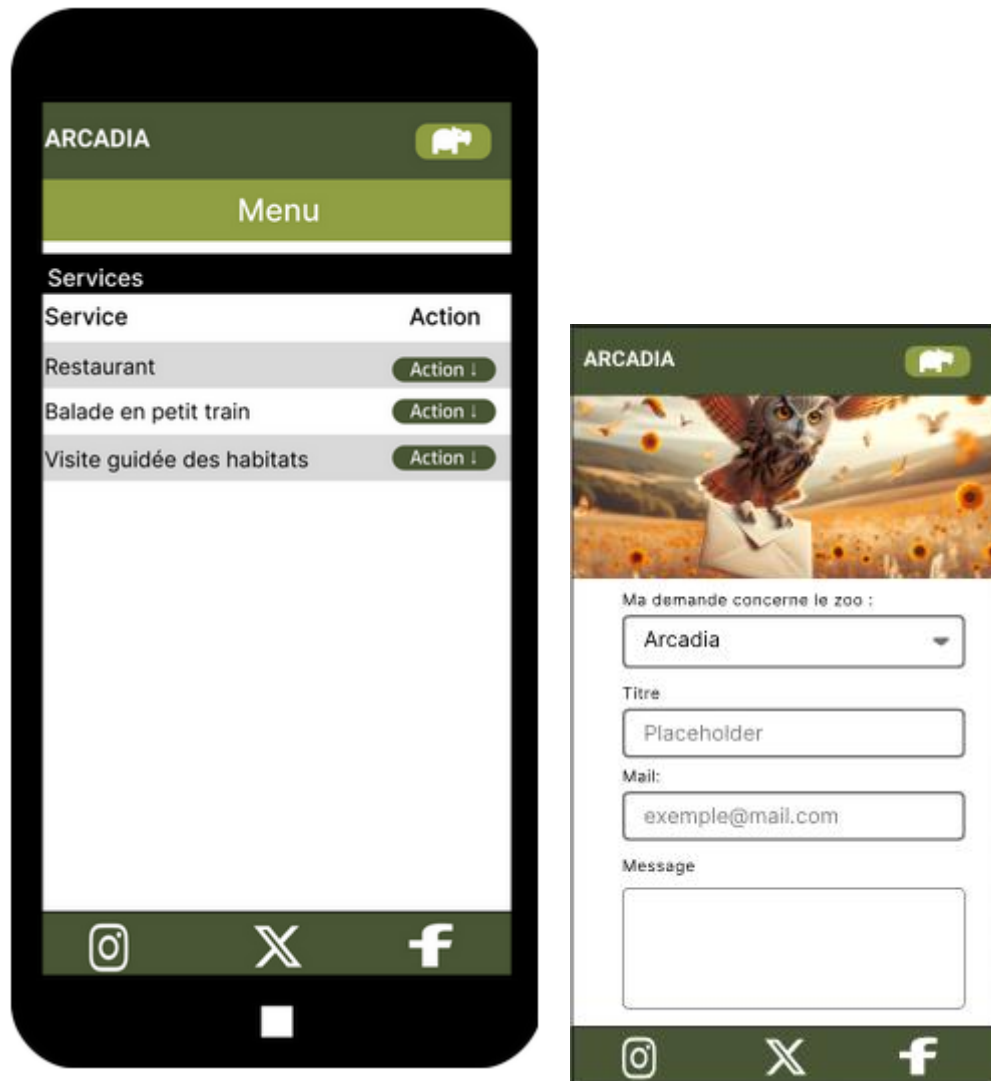 ARCADIA
Menu
Services
Service Action
Restaurant Action ↓
Balade en petit train Action ↓
Visite guidée des habitats Action ↓
ARCADIA
Ma demande concerne le zoo :
Arcadia
Titre
Placeholder
Mail:
exemple@mail.com
Message